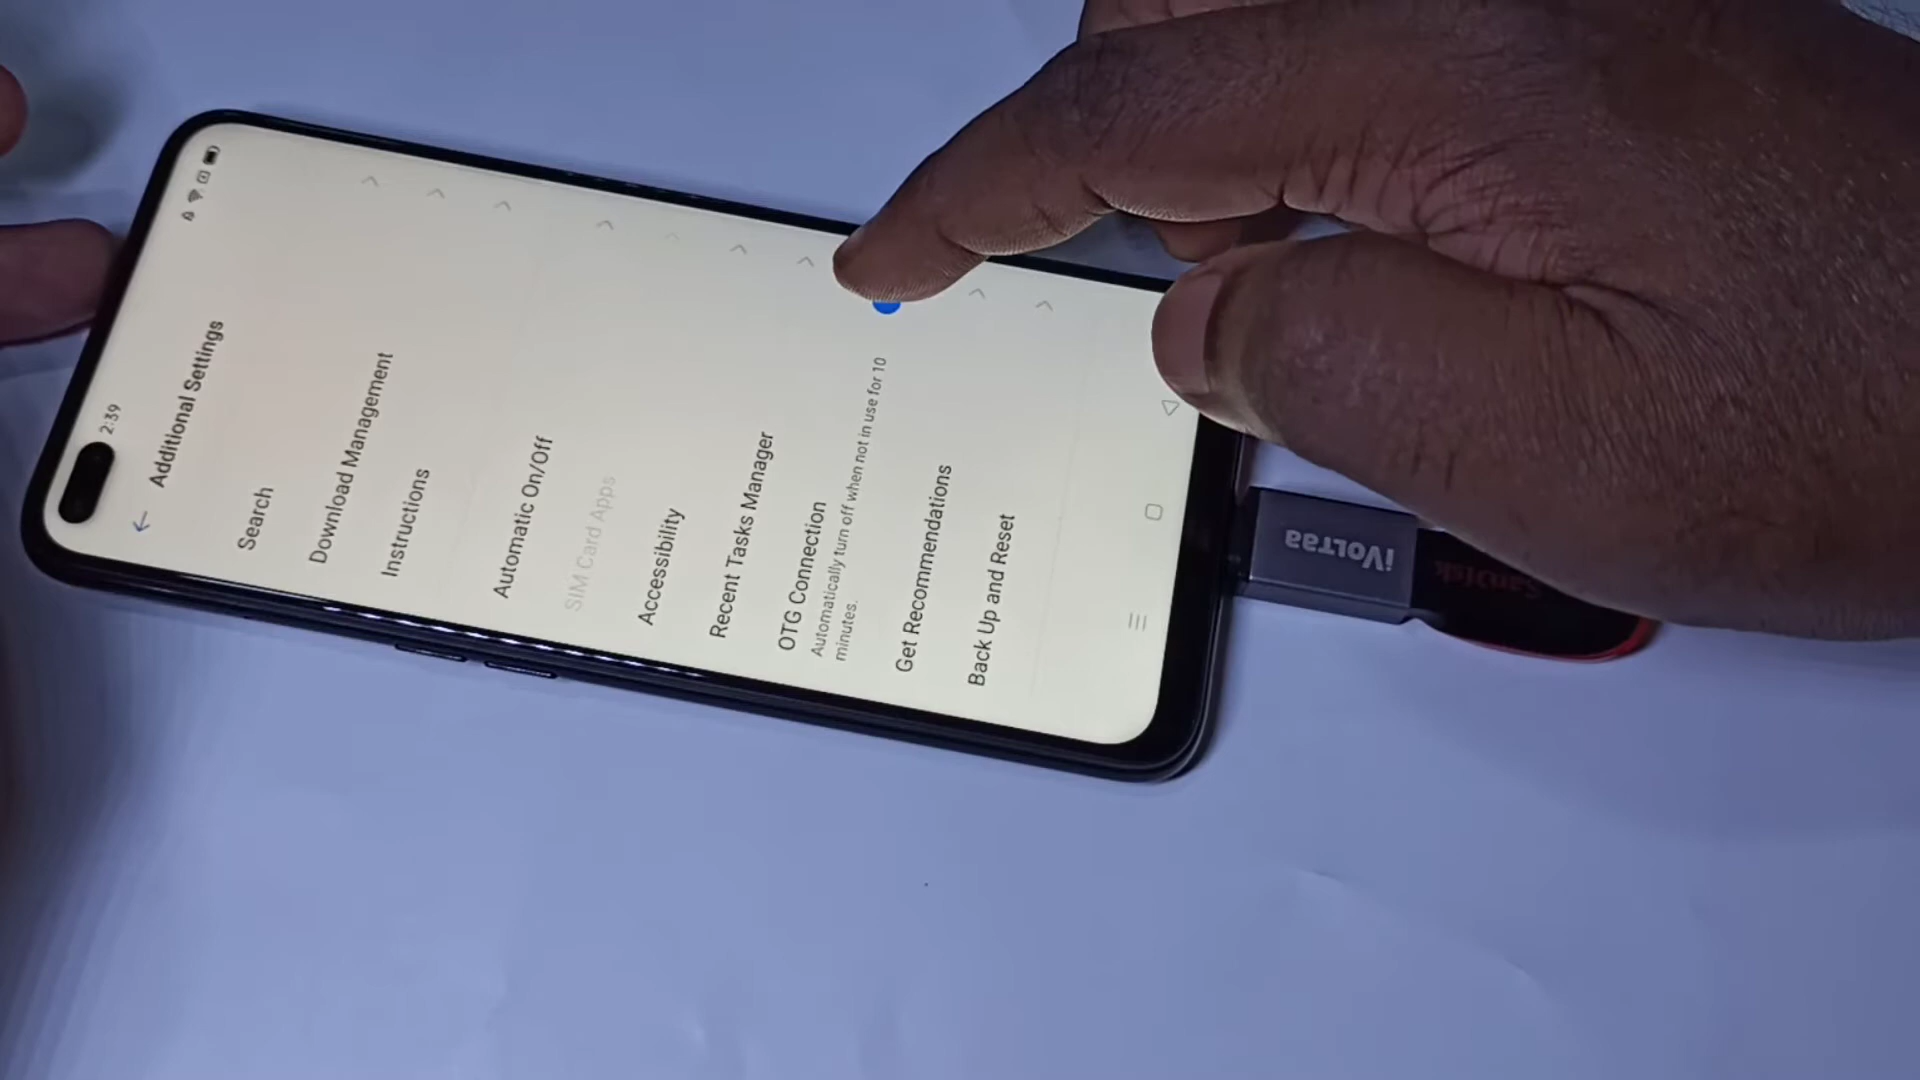 2:39
Additional Settings
Search
Download Management
Instructions
Automatic On/Off
SIM Card Apps
Accessibility
Recent Tasks Manager
OTG Connection
Automatically turn off when not in use for 10
minutes.
Get Recommendations
Back Up and Reset
iVoltaa
SanDisk